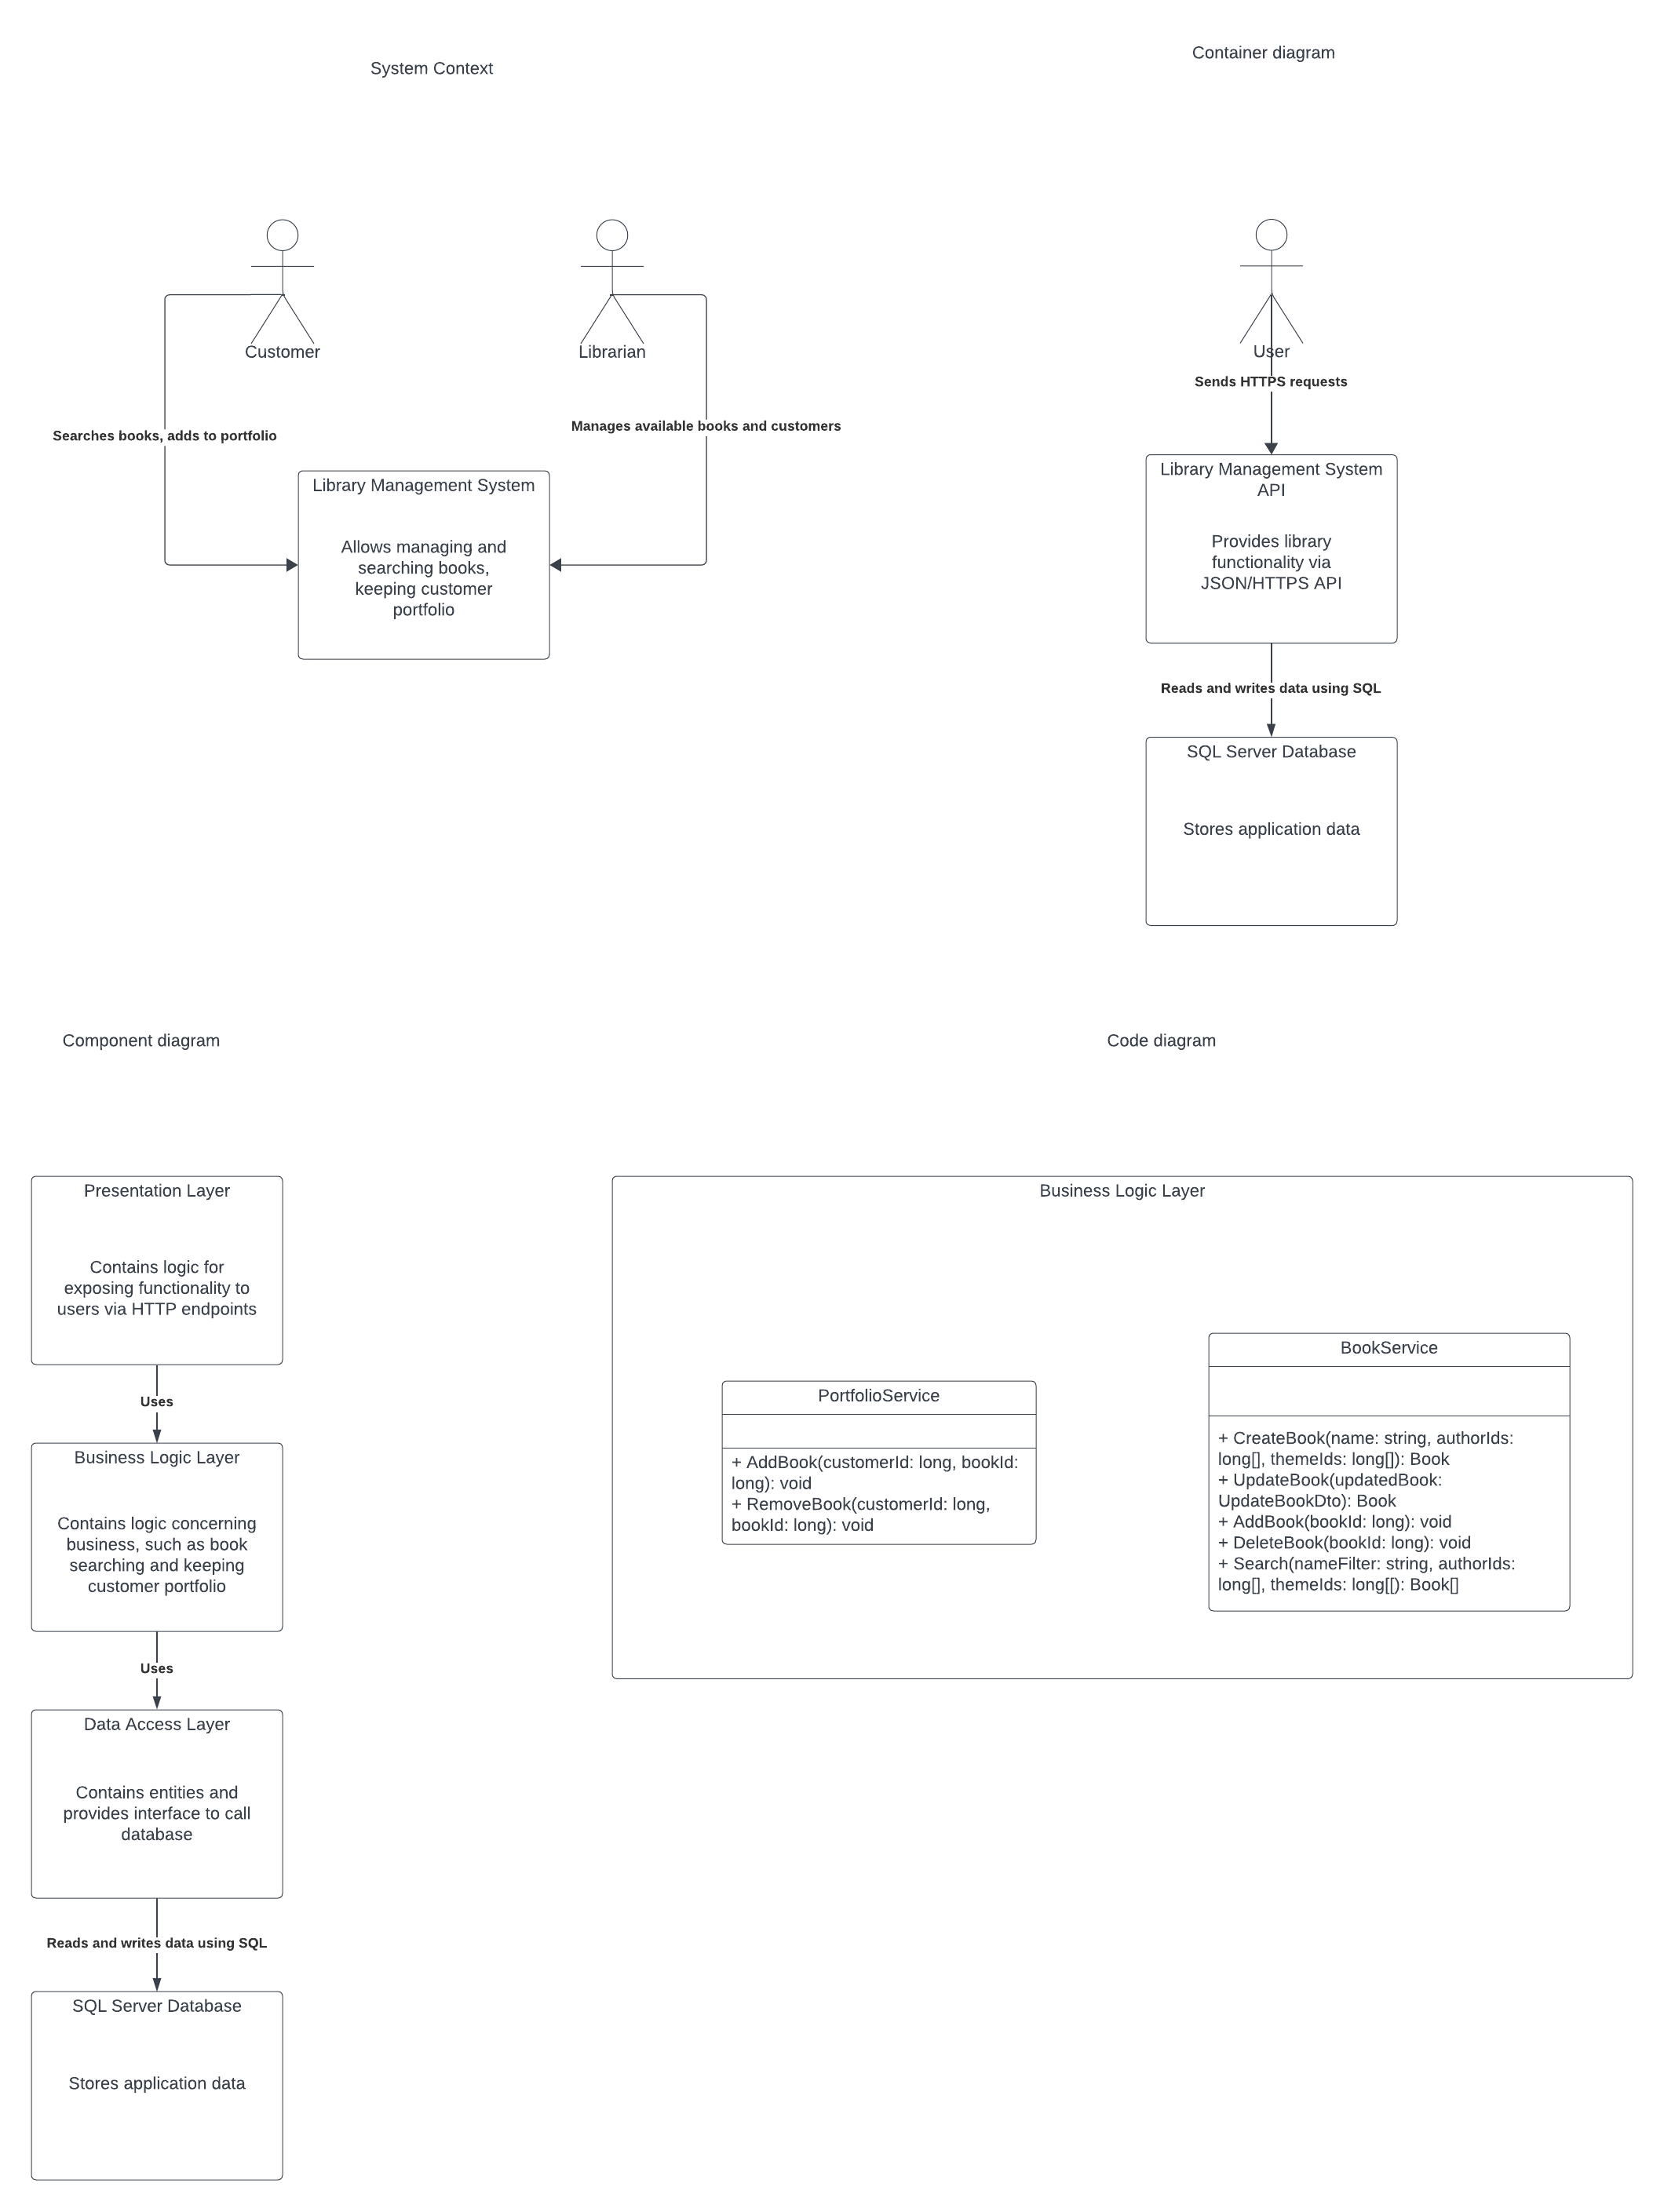 System Context
Customer
Librarian
Searches books, adds to portfolio
Manages available books and customers
Library Management System
Allows managing and
searching books,
keeping customer
portfolio
Container diagram
User
Sends HTTPS requests
Library Management System
API
Provides library
functionality via
JSON/HTTPS API
Reads and writes data using SQL
SQL Server Database
Stores application data
Component diagram
Presentation Layer
Contains logic for
exposing functionality to
users via HTTP endpoints
Uses
Business Logic Layer
Contains logic concerning
business, such as book
searching and keeping
customer portfolio
Uses
Data Access Layer
Contains entities and
provides interface to call
database
Reads and writes data using SQL
SQL Server Database
Stores application data
Code diagram
Business Logic Layer
PortfolioService
+ AddBook(customerId: long, bookId:
long): void
+ RemoveBook(customerId: long,
bookId: long): void
BookService
+ CreateBook(name: string, authorIds:
long[], themeIds: long[]): Book
+ UpdateBook(updatedBook:
UpdateBookDto): Book
+ AddBook(bookId: long): void
+ DeleteBook(bookId: long): void
+ Search(nameFilter: string, authorIds:
long[], themeIds: long[[): Book[]